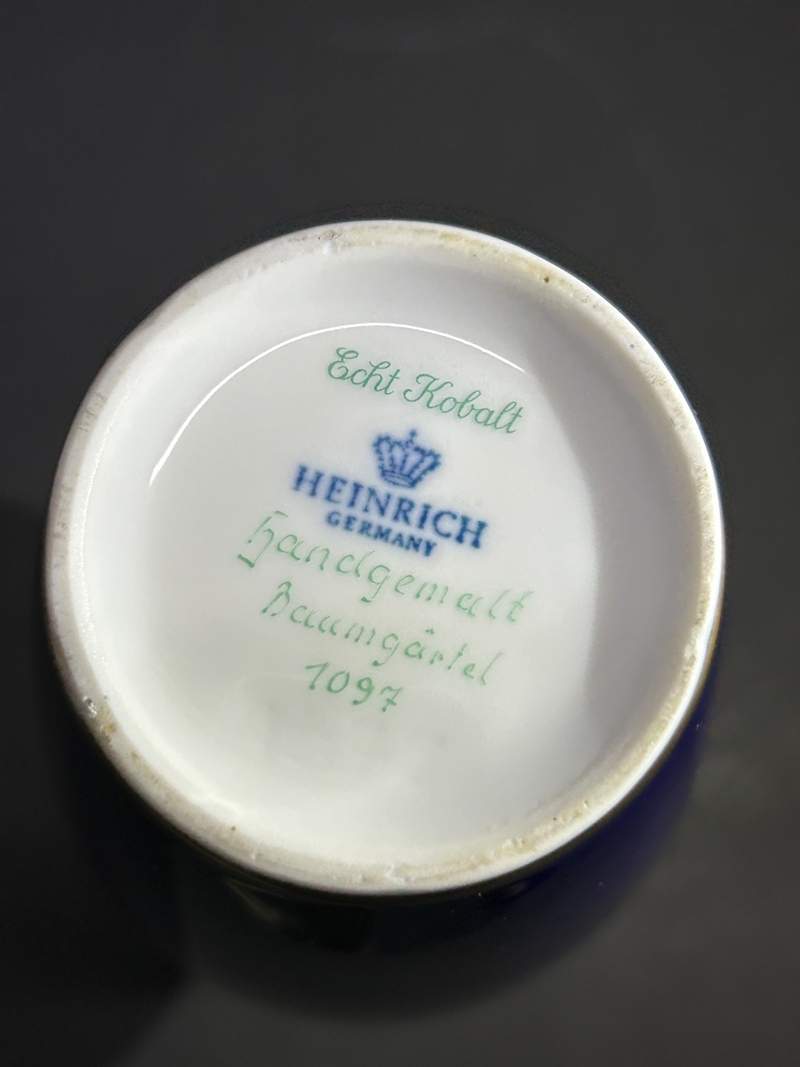 Echt Kobalt
HEINRICH
GERMANY
Handgemalt
Baumgärtel
1097